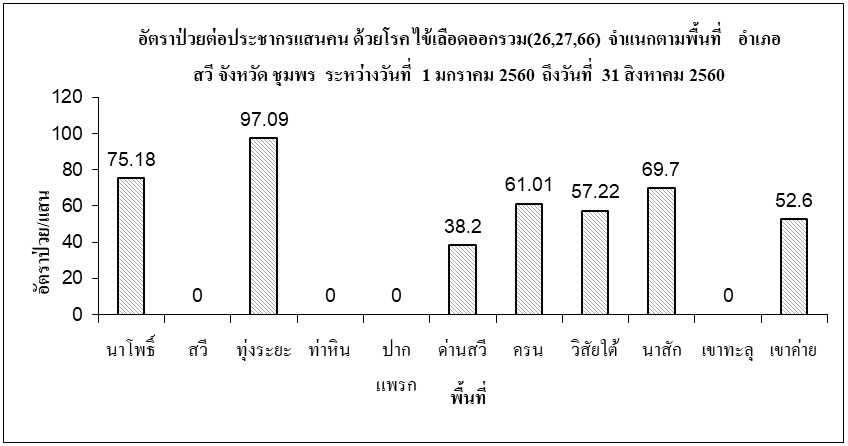 อัตราป่วยต่อประชากรแสนคน ด้วยโรค ไข้เลือดออกรวม(26,27,66) จำแนกตามพื้นที่ อำเภอ
สวี จังหวัด ชุมพร ระหว่างวันที่ 1 มกราคม 2560 ถึงวันที่ 31 สิงหาคม 2560
อัตราป่วย/แสน
120
100
80
60
40
20
0
75.18
0
97.09
0
0
38.2
61.01
57.22
69.7
0
52.6
นาโพธิ์
สวี
ทุ่งระยะ
ท่าหิน
ปาก
แพรก
ด่านสวี
ครน
วิสัยใต้
นาสัก
เขาทะลุ
เขาค่าย
พื้นที่